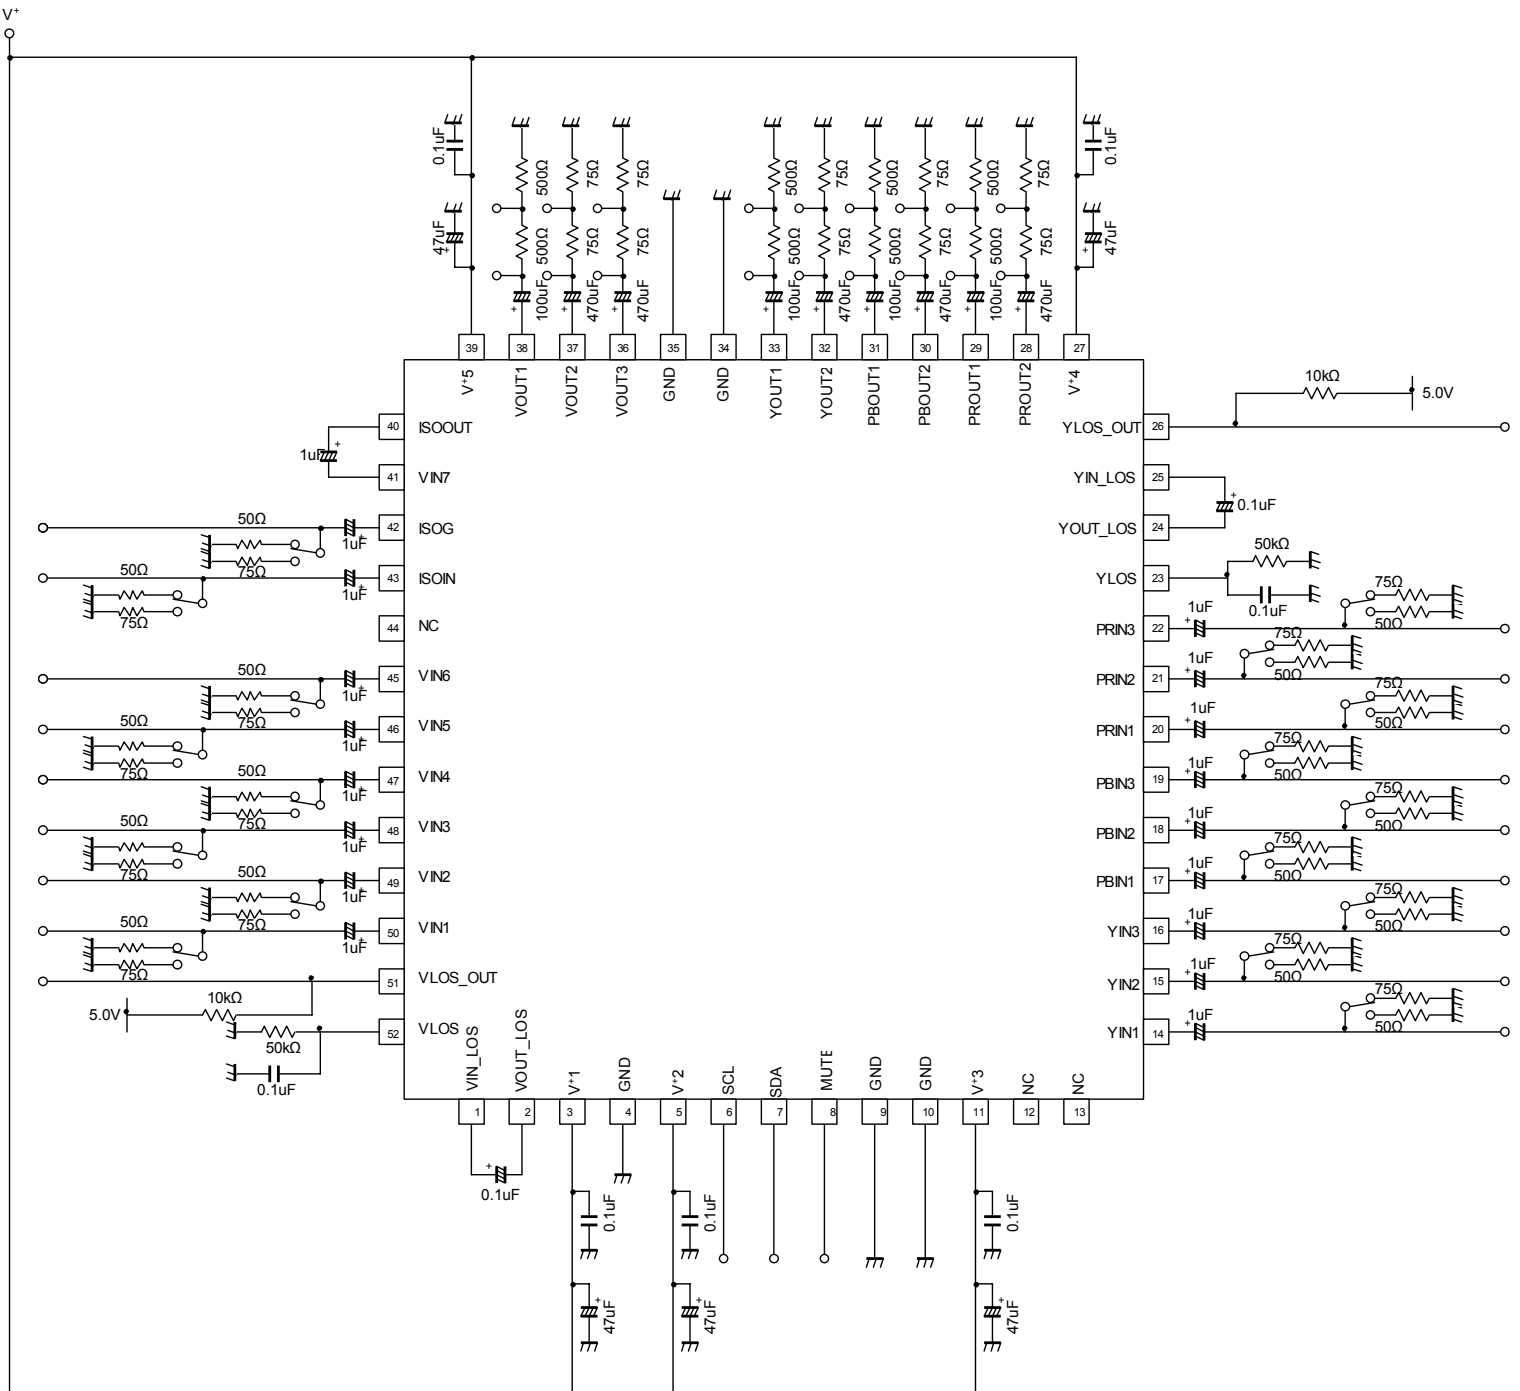 V⁺
0.1uF
47uF
500Ω
500Ω
100uF
75Ω
75Ω
470uF
75Ω
75Ω
470uF
500Ω
500Ω
100uF
75Ω
75Ω
470uF
500Ω
500Ω
100uF
75Ω
75Ω
470uF
500Ω
500Ω
100uF
75Ω
75Ω
470uF
0.1uF
47uF
39
38
37
36
35
34
33
32
31
30
29
28
27
V⁺5
VOUT1
VOUT2
VOUT3
GND
GND
YOUT1
YOUT2
PBOUT1
PBOUT2
PROUT1
PROUT2
V⁺4
40 ISOOUT
+
1uF
41 VIN7
50Ω
75Ω
1uF
+
42 ISOG
50Ω
75Ω
1uF
+
43 ISOIN
44 NC
50Ω
75Ω
1uF
+
45 VIN6
50Ω
75Ω
1uF
+
46 VIN5
50Ω
75Ω
1uF
+
47 VIN4
50Ω
75Ω
1uF
+
48 VIN3
50Ω
75Ω
1uF
+
49 VIN2
50Ω
75Ω
1uF
+
50 VIN1
51 VLOS_OUT
5.0V
10kΩ
52 VLOS
50kΩ
0.1uF
10kΩ
5.0V
YLOS_OUT 26
YIN_LOS 25
+
0.1uF
YOUT_LOS 24
50kΩ
YLOS 23
0.1uF
1uF
+
75Ω
50Ω
PRIN3 22
1uF
+
75Ω
50Ω
PRIN2 21
1uF
+
75Ω
50Ω
PRIN1 20
1uF
+
75Ω
50Ω
PBIN3 19
1uF
+
75Ω
50Ω
PBIN2 18
1uF
+
75Ω
50Ω
PBIN1 17
1uF
+
75Ω
50Ω
YIN3 16
1uF
+
75Ω
50Ω
YIN2 15
1uF
+
75Ω
50Ω
YIN1 14
VIN_LOS
VOUT_LOS
V⁺1
GND
V⁺2
SCL
SDA
MUTE
GND
GND
V⁺3
NC
NC
1
2
3
4
5
6
7
8
9
10
11
12
13
+
0.1uF
0.1uF
0.1uF
0.1uF
+
47uF
+
47uF
+
47uF